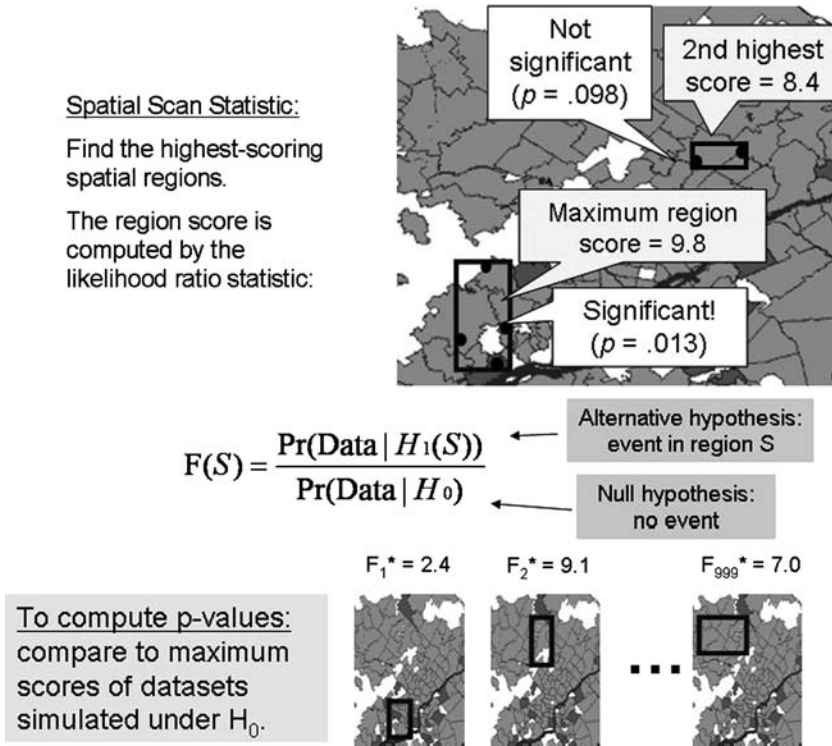 Spatial Scan Statistic:
Find the highest-scoring
spatial regions.
The region score is
computed by the
likelihood ratio statistic:
Not
significant
(p = .098)
2nd highest
score = 8.4
Maximum region
score = 9.8
Significant!
(p = .013)
F(S) = Pr(Data | H1(S)) / Pr(Data | H0)
Alternative hypothesis:
event in region S
Null hypothesis:
no event
To compute p-values:
compare to maximum
scores of datasets
simulated under H0.
F1* = 2.4
F2* = 9.1
...
F999* = 7.0